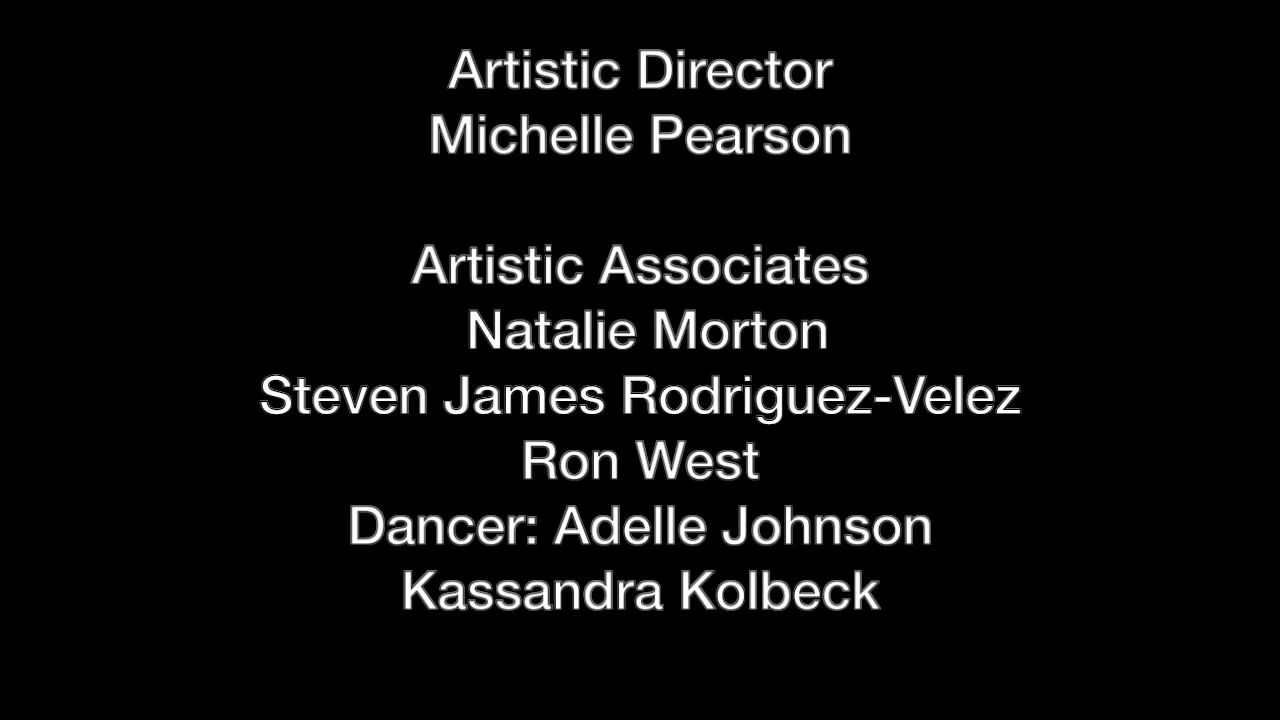 Artistic Director
Michelle Pearson
Artistic Associates
Natalie Morton
Steven James Rodriguez-Velez
Ron West
Dancer: Adelle Johnson
Kassandra Kolbeck